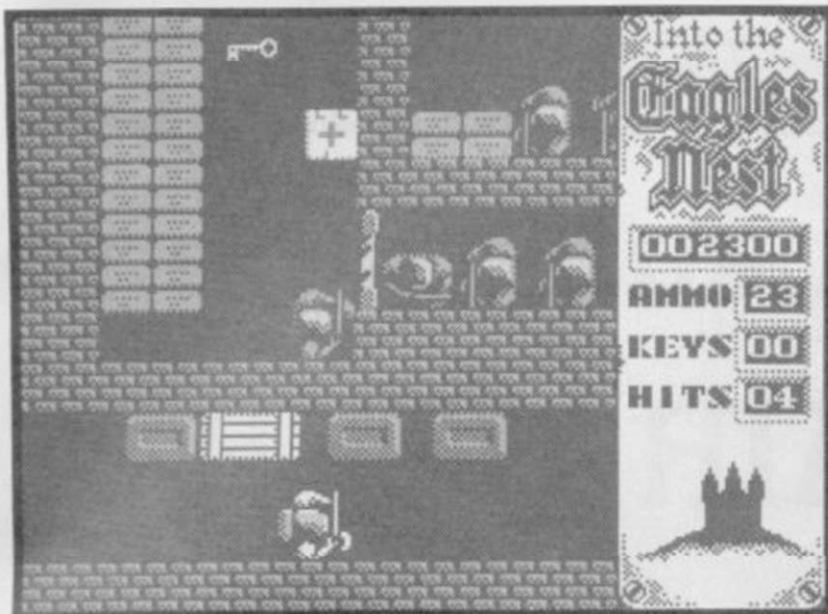 Into the
Eagles
Nest
002300
AMMO 23
KEYS 00
HITS 04